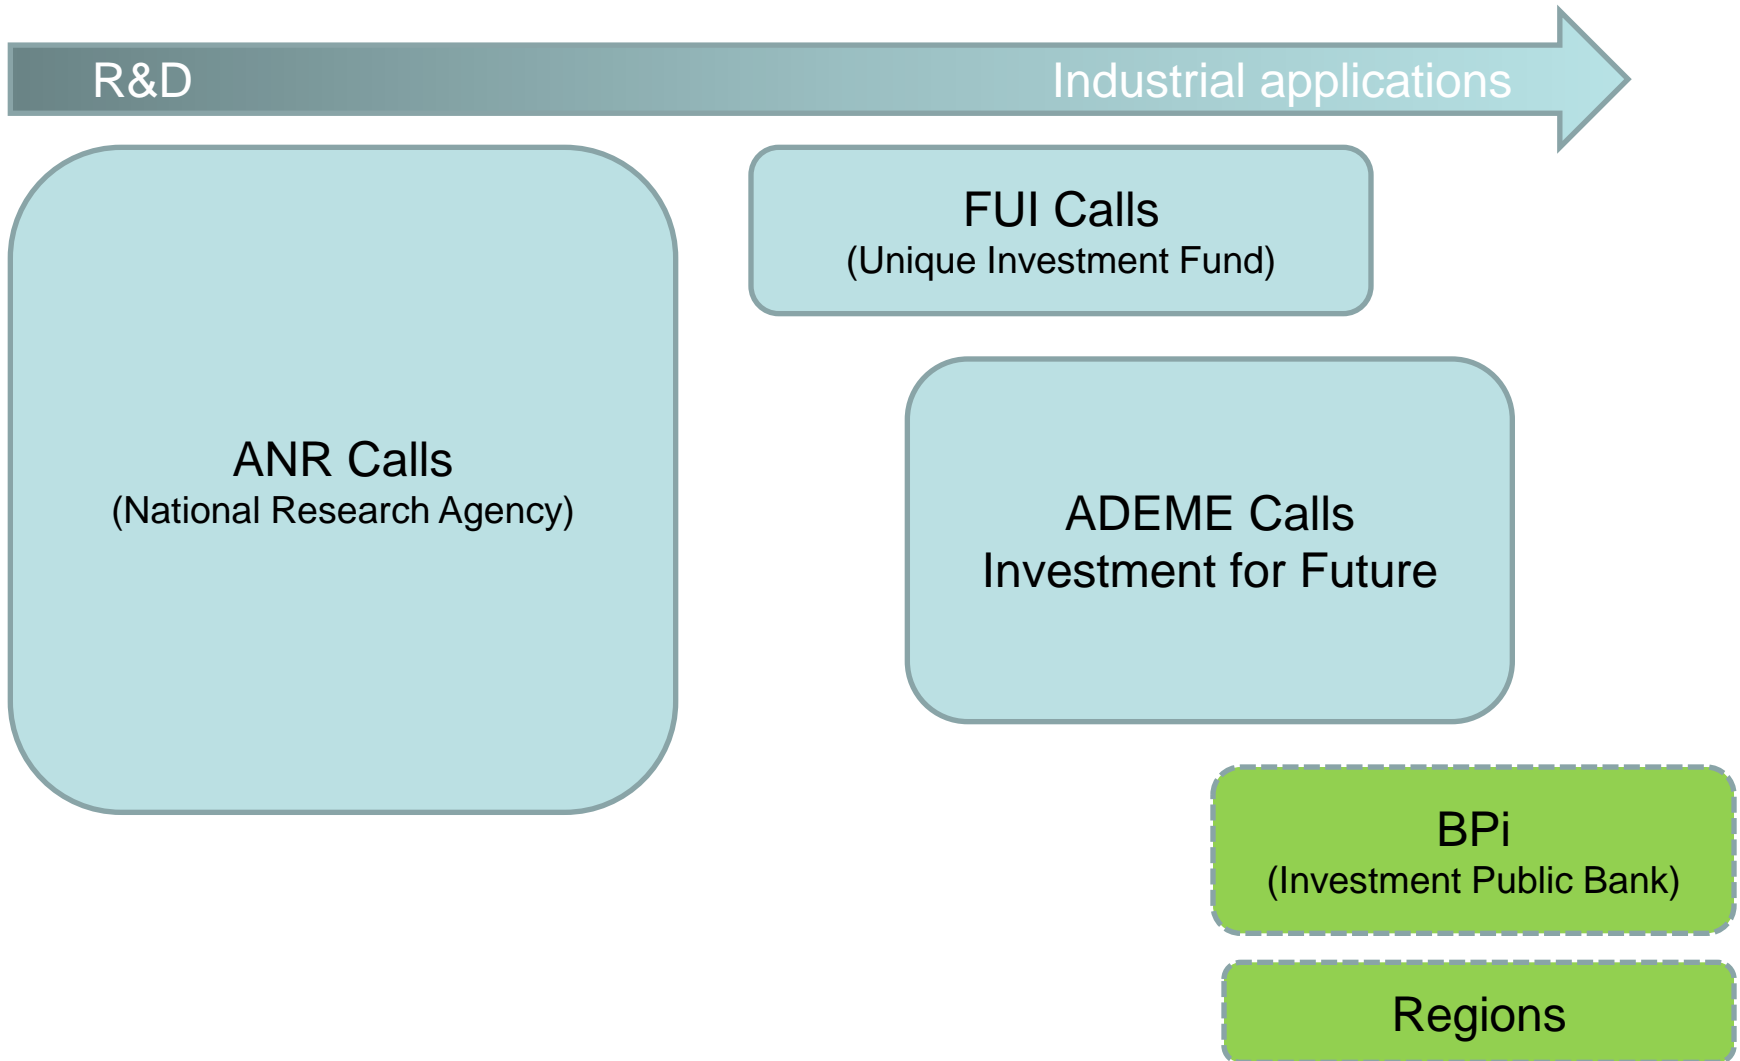 R&D
Industrial applications
FUI Calls
(Unique Investment Fund)
ANR Calls
(National Research Agency)
ADEME Calls
Investment for Future
BPi
(Investment Public Bank)
Regions